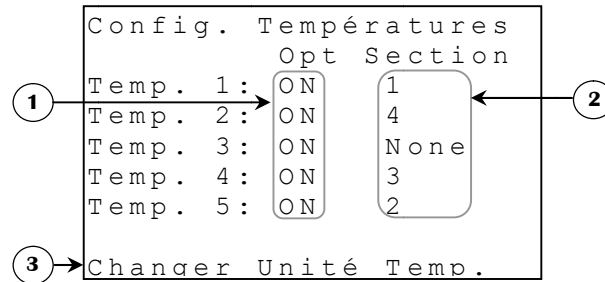 Config. Températures
Opt Section
Temp. 1: ON 1
Temp. 2: ON 4
Temp. 3: ON None
Temp. 4: ON 3
Temp. 5: ON 2
Changer Unité Temp.
1
2
3